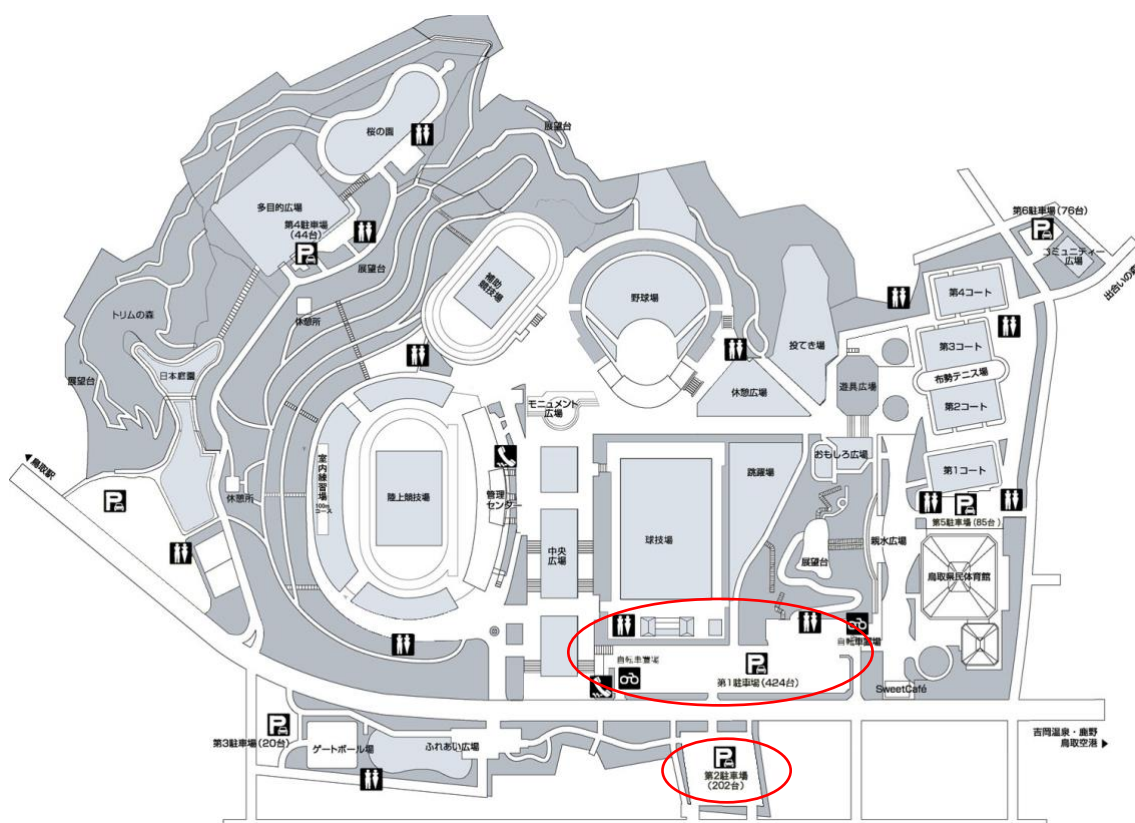 展望台
桜の園
多目的広場
第4駐車場
(44台)
展望台
第6駐車場(76台)
コミュニティー
広場
補助
競技場
野球場
第4コート
トリムの森
休憩所
投てき場
第3コート
日本庭園
展望台
遊具広場
布勢テニス場
休憩広場
第2コート
モニュメント
広場
おもしろ広場
第1コート
鳥取駅
室内練習場
100m
コース
陸上競技場
管理
センター
跳躍場
休憩所
第5駐車場(85台)
中央
広場
球技場
親水広場
展望台
鳥取県民体育館
自転車置場
自転車置場
第1駐車場(424台)
SweetCafé
第3駐車場(20台)
ゲートボール場
ふれあい広場
吉岡温泉・鹿野
鳥取空港
第2駐車場
(202台)